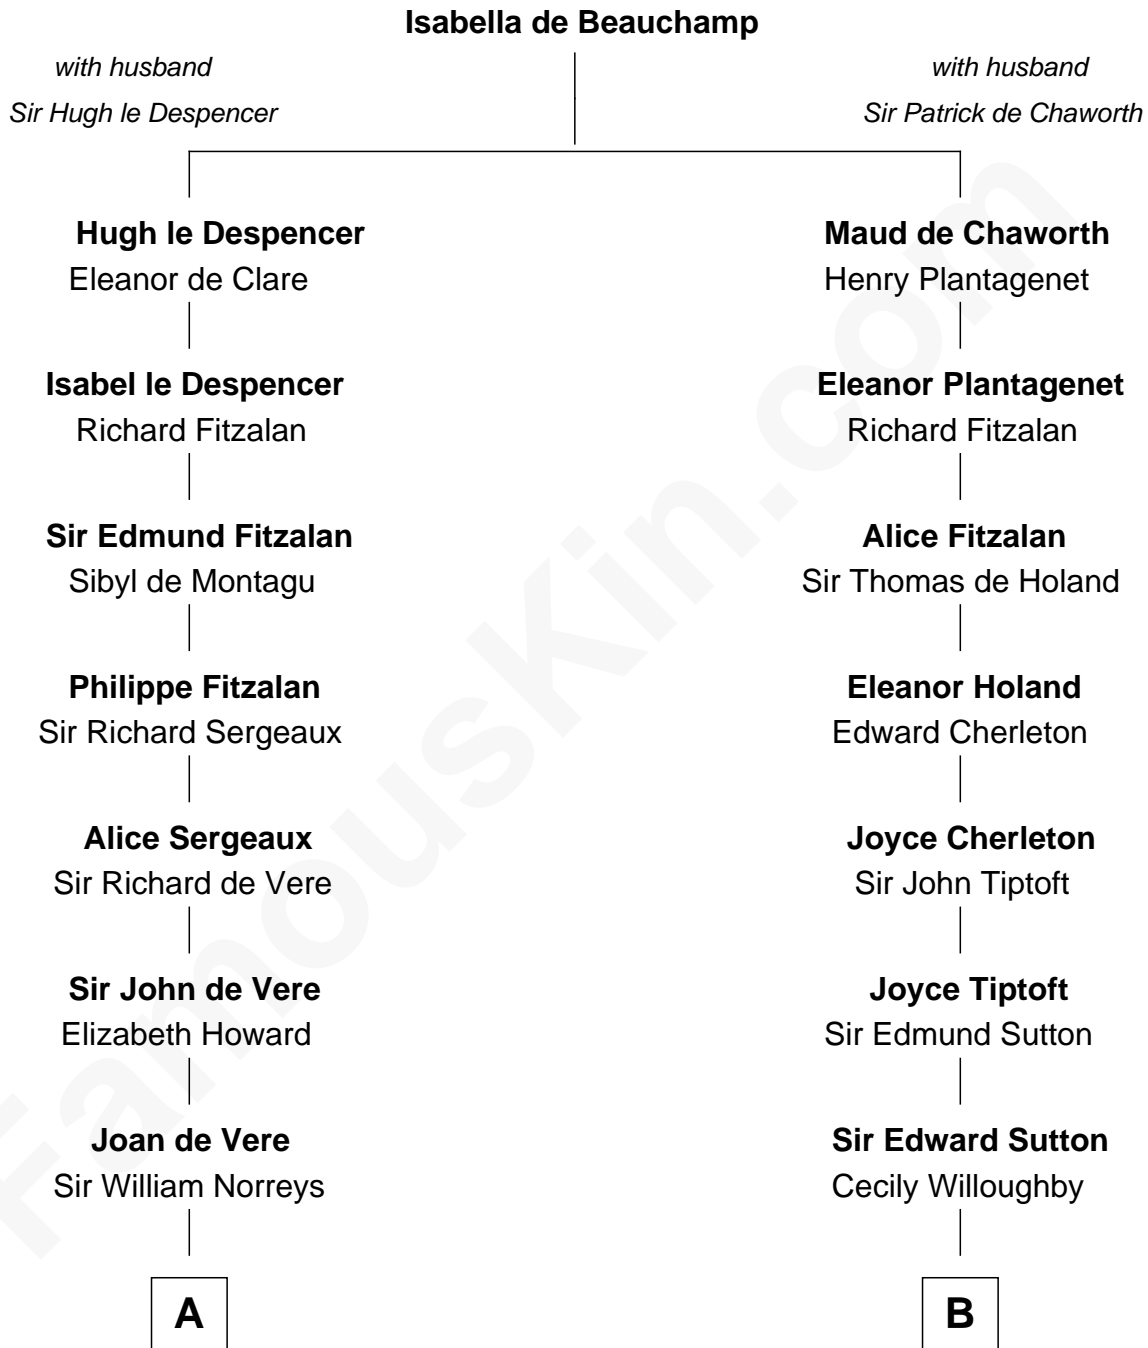 Isabella de Beauchamp
with husband
Sir Hugh le Despencer
with husband
Sir Patrick de Chaworth
Hugh le Despencer
Eleanor de Clare
Maud de Chaworth
Henry Plantagenet
Isabel le Despencer
Richard Fitzalan
Eleanor Plantagenet
Richard Fitzalan
Sir Edmund Fitzalan
Sibyl de Montagu
Alice Fitzalan
Sir Thomas de Holand
Philippe Fitzalan
Sir Richard Sergeaux
Eleanor Holand
Edward Cherleton
Alice Sergeaux
Sir Richard de Vere
Joyce Cherleton
Sir John Tiptoft
Sir John de Vere
Elizabeth Howard
Joyce Tiptoft
Sir Edmund Sutton
Joan de Vere
Sir William Norreys
Sir Edward Sutton
Cecily Willoughby
A
B
FamousKin.com